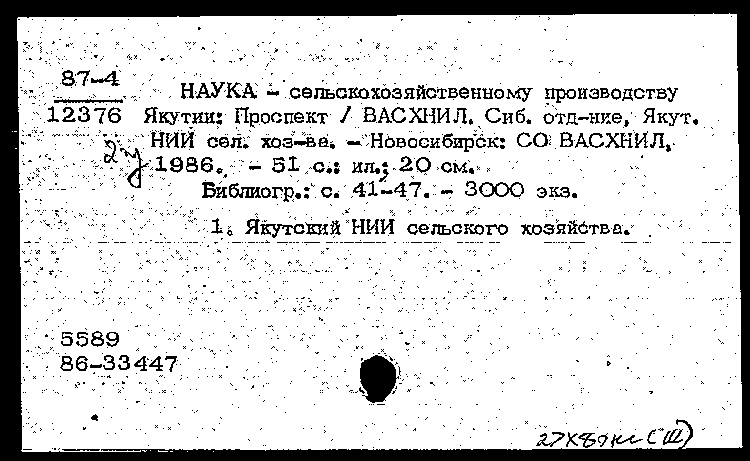 87-4
12376
НАУКА - сельскохозяйственному производству
Якутии: Проспект / ВАСХНИЛ. Сиб. отд-ние, Якут.
НИИ сел. хоз-ва. - Новосибирск: СО ВАСХНИЛ,
1986. - 51 с.: ил.; 20 см.
Библиогр.: с. 41-47. - 3000 экз.
1. Якутский НИИ сельского хозяйства.
5589
86-33447